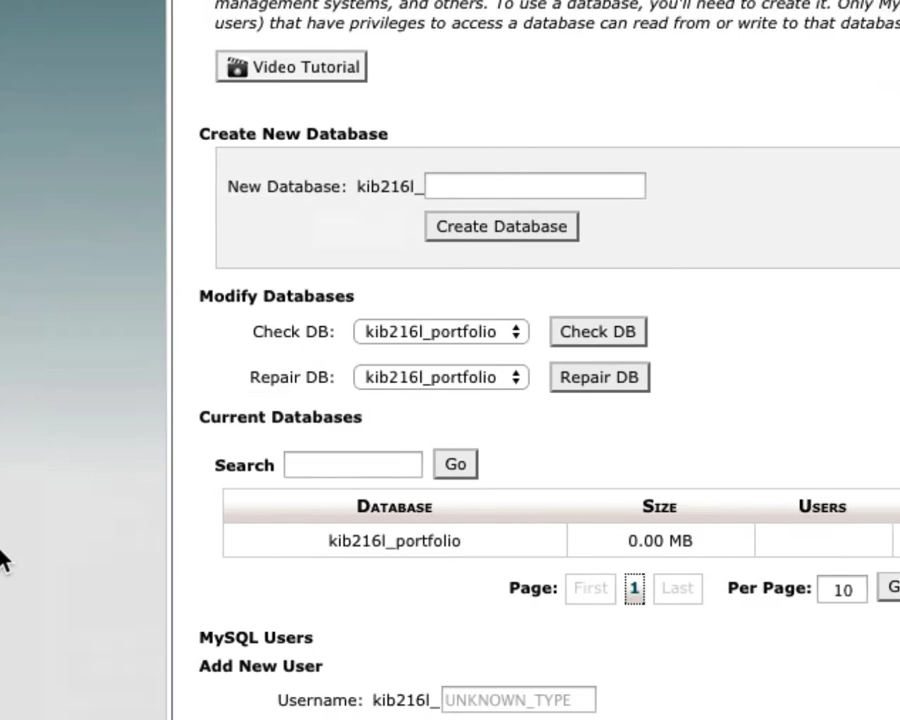 management systems, and others. To use a database, you'll need to create it. Only My
users) that have privileges to access a database can read from or write to that databas
Video Tutorial
Create New Database
New Database: kib216l_
Create Database
Modify Databases
Check DB: kib216l_portfolio Check DB
Repair DB: kib216l_portfolio Repair DB
Current Databases
Search Go
DATABASE SIZE USERS
kib216l_portfolio 0.00 MB
Page: First 1 Last Per Page: 10 G
MySQL Users
Add New User
Username: kib216l_ UNKNOWN_TYPE